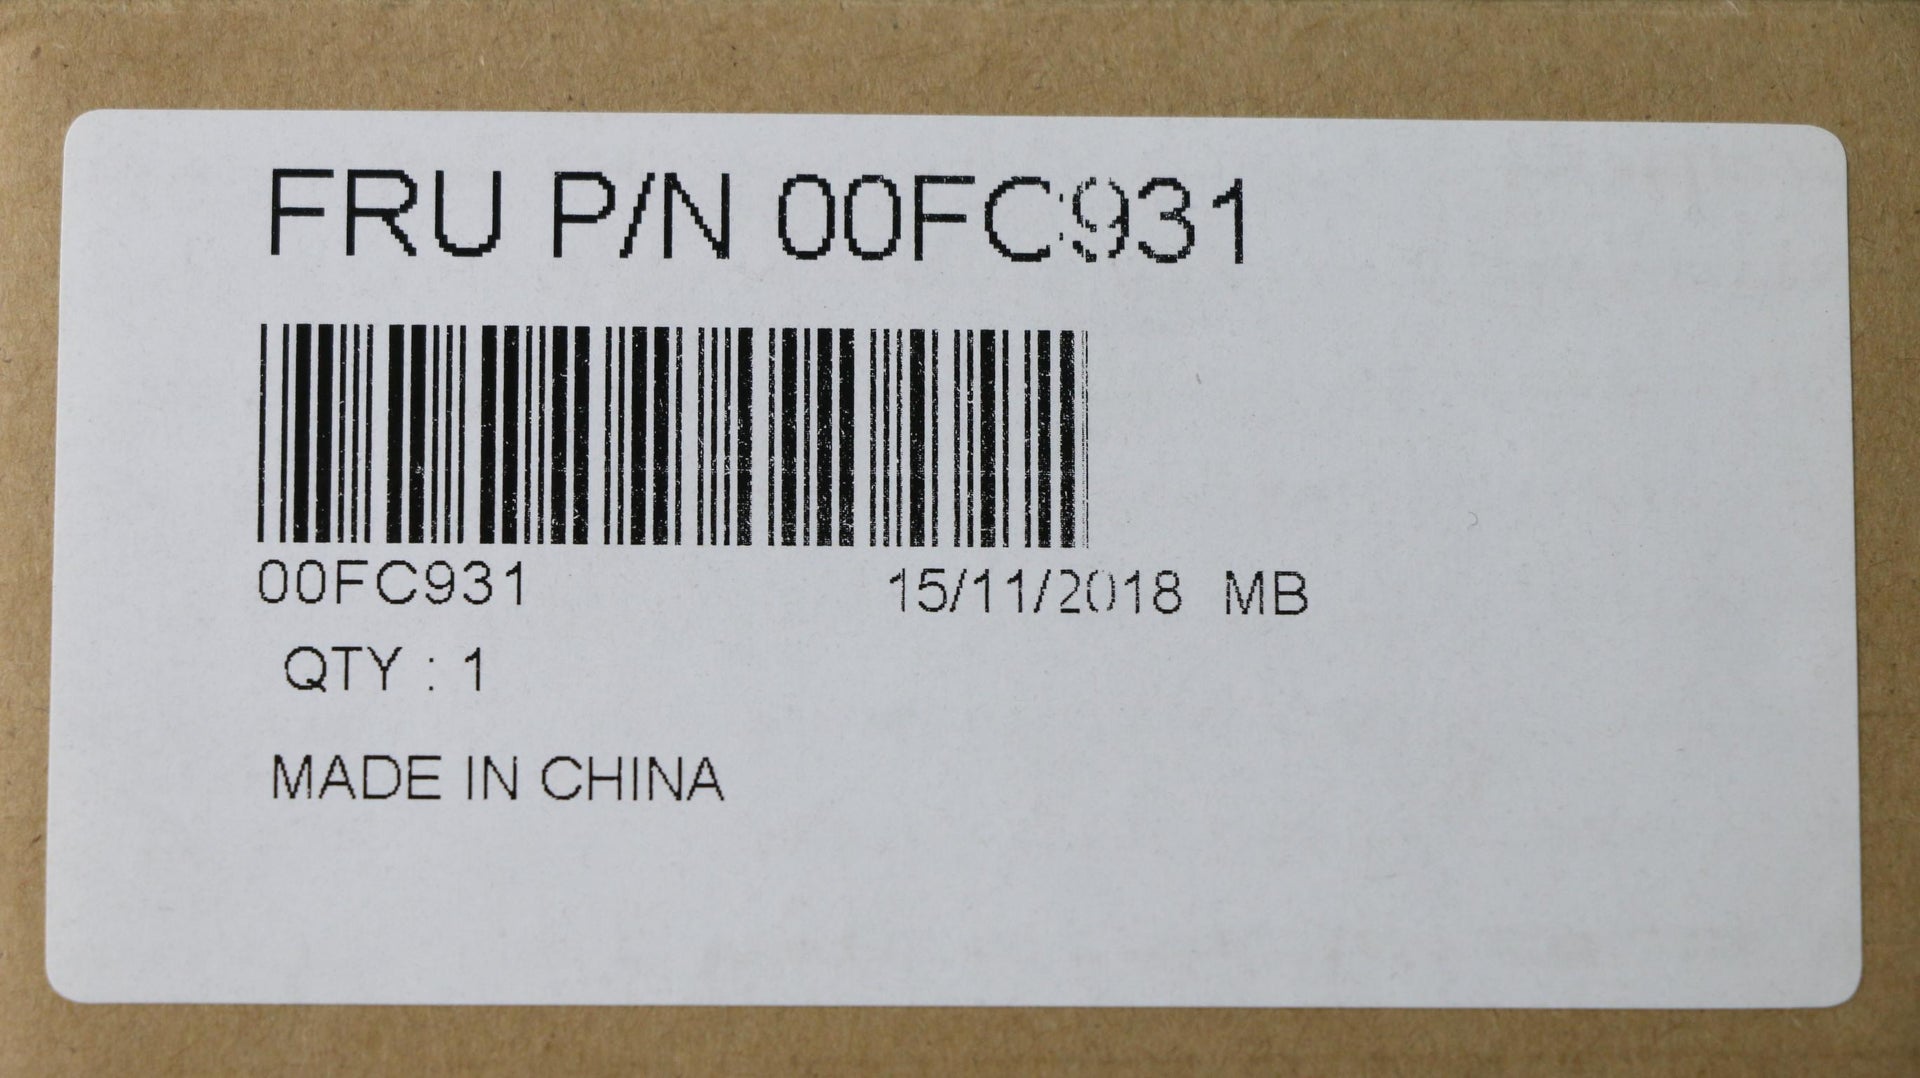 FRU P/N 00FC931
00FC931 15/11/2018 MB
QTY : 1
MADE IN CHINA